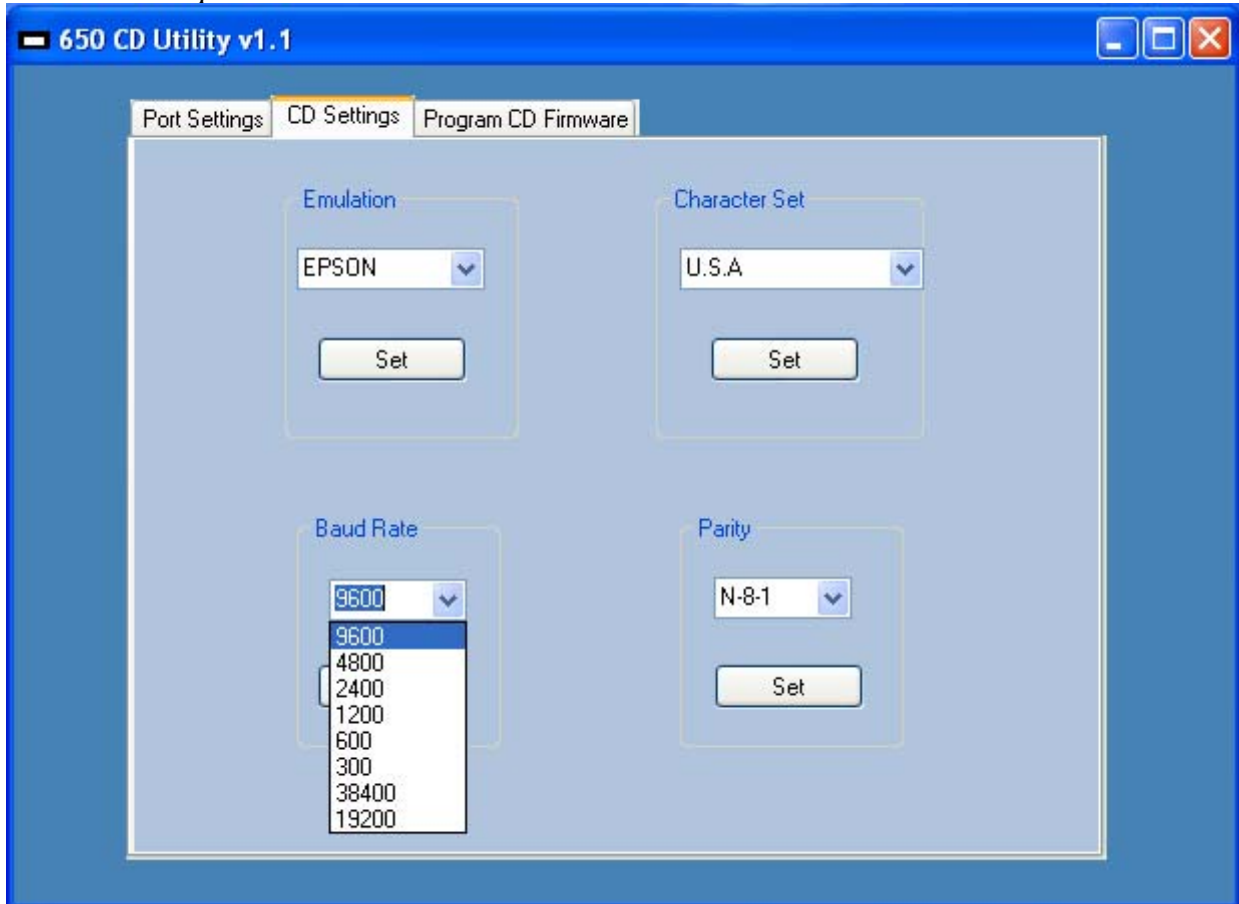 650 CD Utility v1.1
Port Settings CD Settings Program CD Firmware
Emulation
EPSON
Set
Character Set
U.S.A
Set
Baud Rate
9600
9600
4800
2400
1200
600
300
38400
19200
Parity
N-8-1
Set